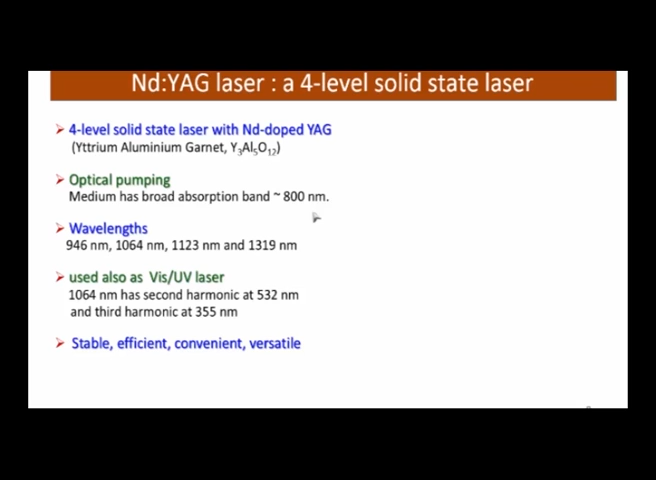 Nd:YAG laser : a 4-level solid state laser
➢ 4-level solid state laser with Nd-doped YAG
(Yttrium Aluminium Garnet, Y₃Al₅O₁₂)
➢ Optical pumping
Medium has broad absorption band ~ 800 nm.
➢ Wavelengths
946 nm, 1064 nm, 1123 nm and 1319 nm
➢ used also as Vis/UV laser
1064 nm has second harmonic at 532 nm
and third harmonic at 355 nm
➢ Stable, efficient, convenient, versatile